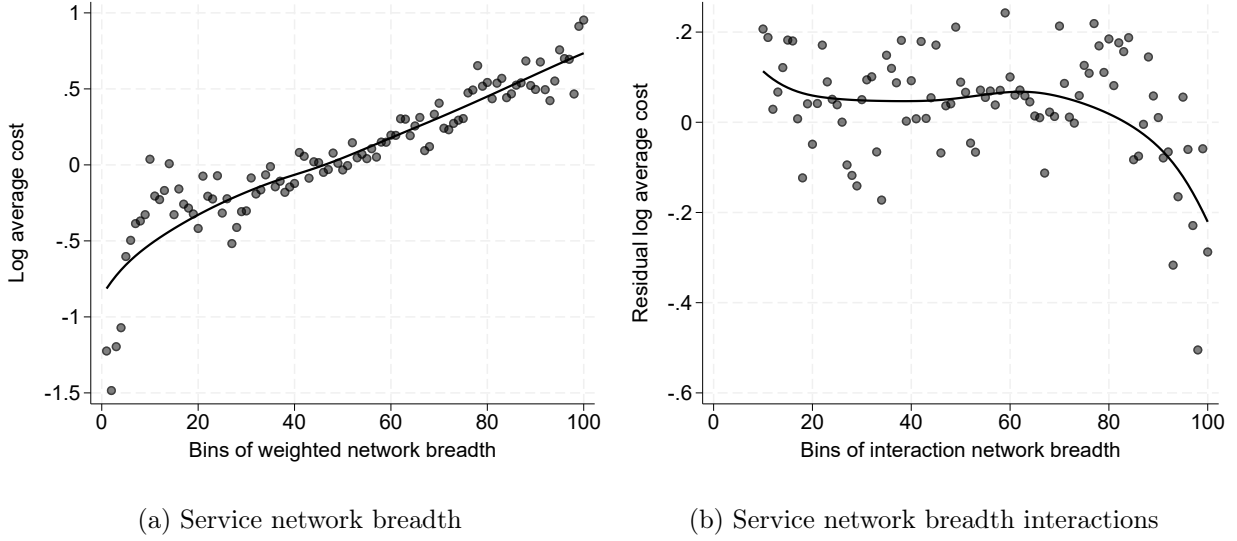 1
.5
0
-.5
-1
-1.5
Log average cost
0 20 40 60 80 100
Bins of weighted network breadth
(a) Service network breadth
.2
0
-.2
-.4
-.6
Residual log average cost
0 20 40 60 80 100
Bins of interaction network breadth
(b) Service network breadth interactions